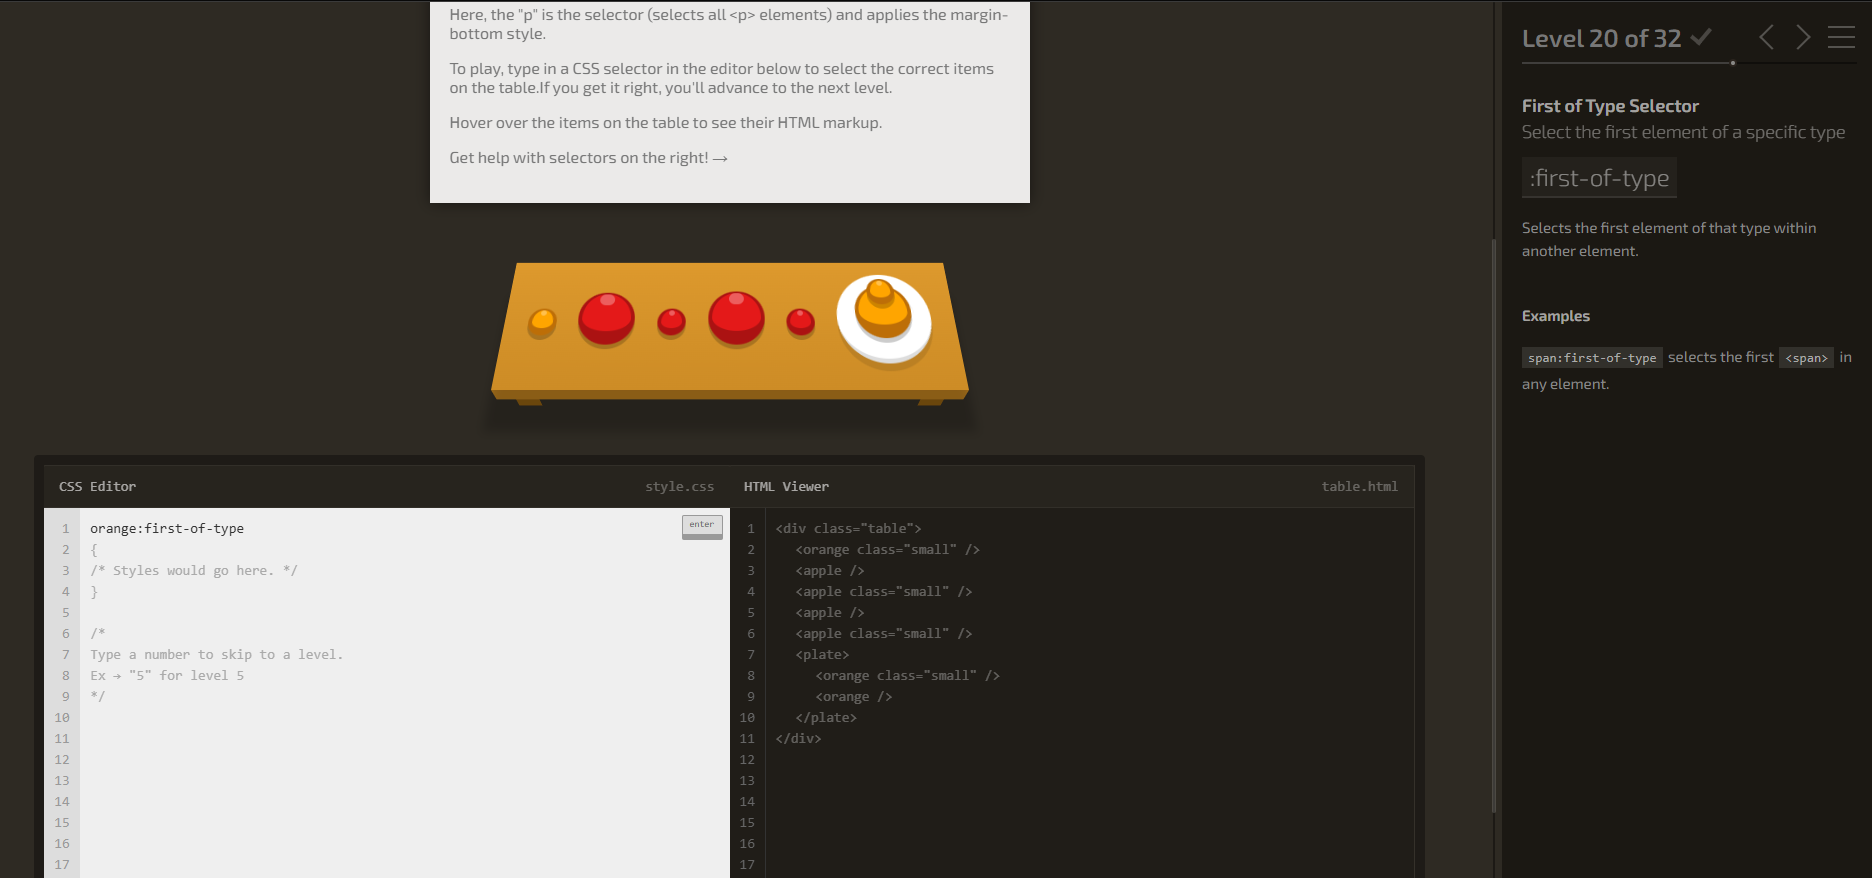 Here, the "p" is the selector (selects all <p> elements) and applies the margin-
bottom style.
To play, type in a CSS selector in the editor below to select the correct items
on the table.If you get it right, you'll advance to the next level.
Hover over the items on the table to see their HTML markup.
Get help with selectors on the right! →
CSS Editor
style.css
1 orange:first-of-type
enter
2 {
3 /* Styles would go here. */
4 }
5
6 /*
7 Type a number to skip to a level.
8 Ex → "5" for level 5
9 */
10
11
12
13
14
15
16
17
HTML Viewer
table.html
1 <div class="table">
2 <orange class="small" />
3 <apple />
4 <apple class="small" />
5 <apple />
6 <apple class="small" />
7 <plate>
8 <orange class="small" />
9 <orange />
10 </plate>
11 </div>
12
13
14
15
16
17
Level 20 of 32 ✓
First of Type Selector
Select the first element of a specific type
:first-of-type
Selects the first element of that type within
another element.
Examples
span:first-of-type selects the first <span> in
any element.